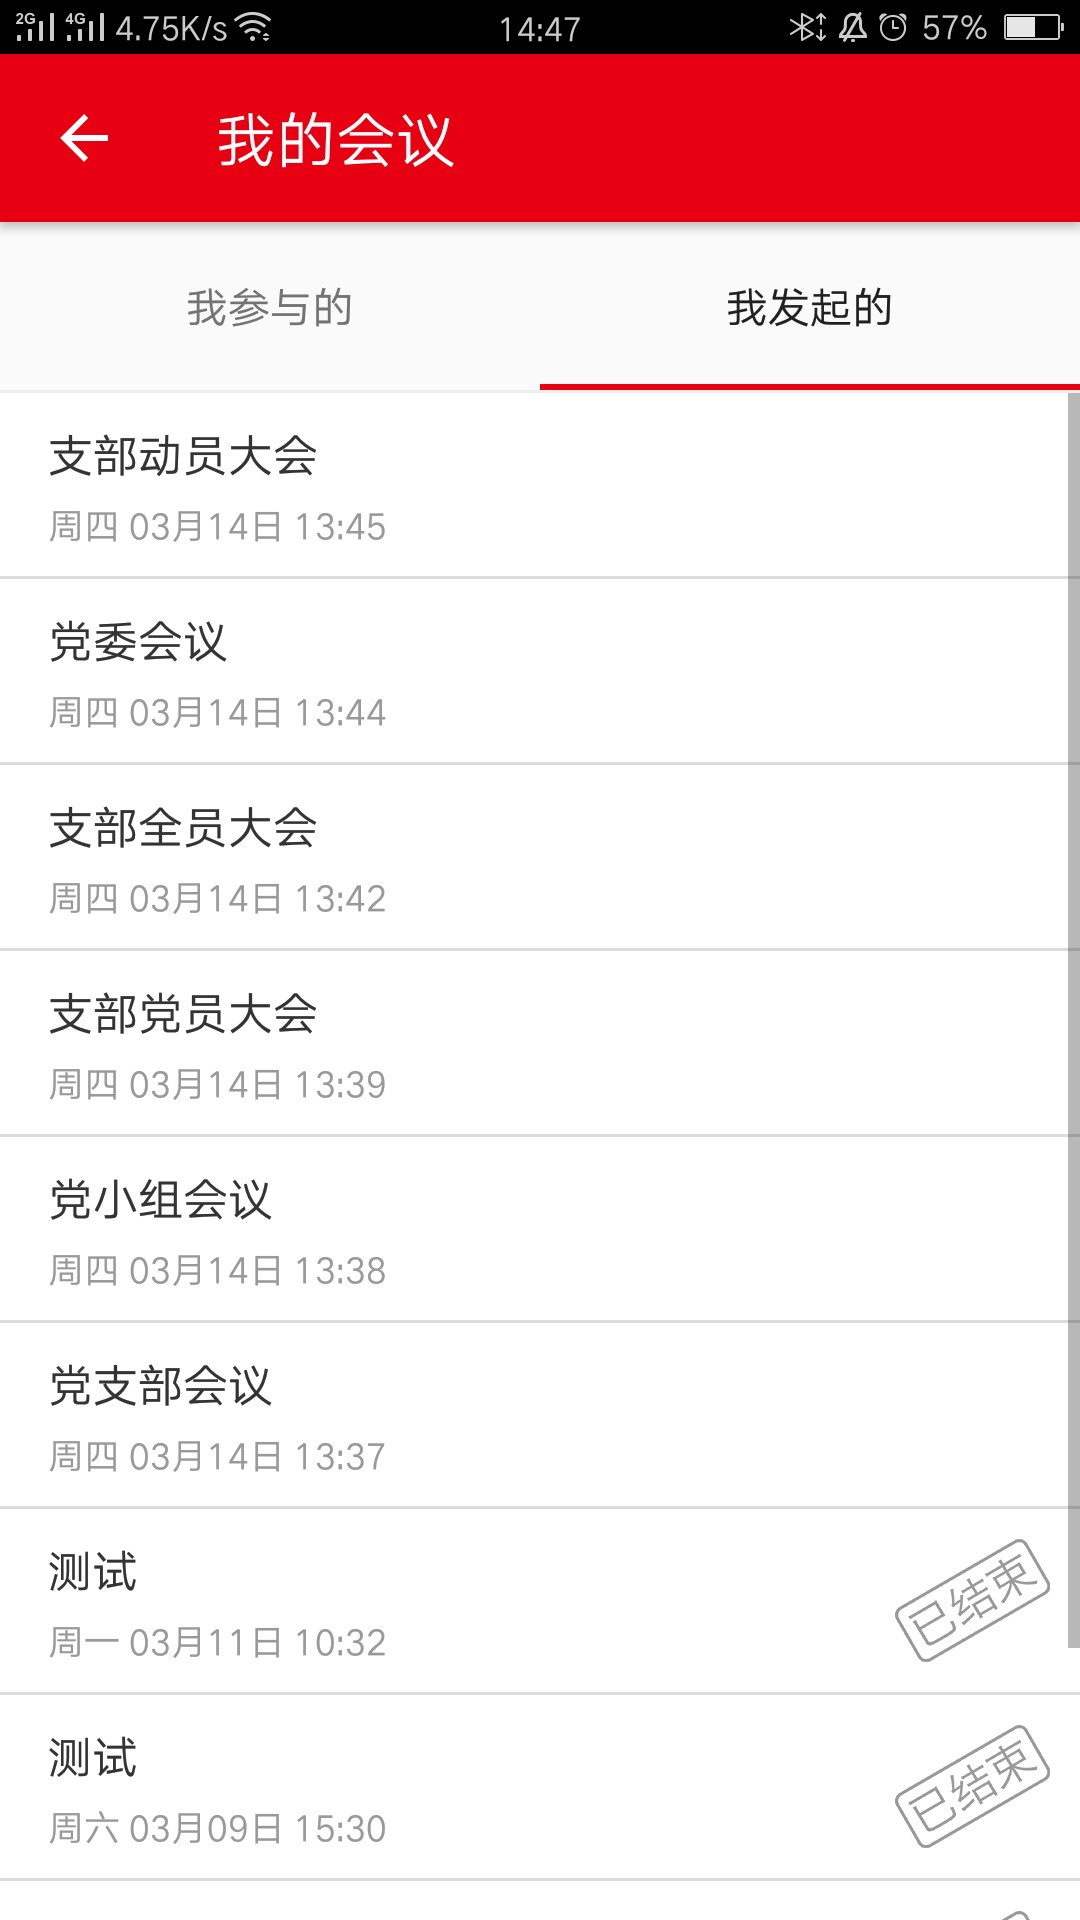 2G 4G 4.75K/s 14:47 57%
我的会议
我参与的 我发起的
支部动员大会
周四 03月14日 13:45
党委会议
周四 03月14日 13:44
支部全员大会
周四 03月14日 13:42
支部党员大会
周四 03月14日 13:39
党小组会议
周四 03月14日 13:38
党支部会议
周四 03月14日 13:37
测试
已结束
周一 03月11日 10:32
测试
已结束
周六 03月09日 15:30